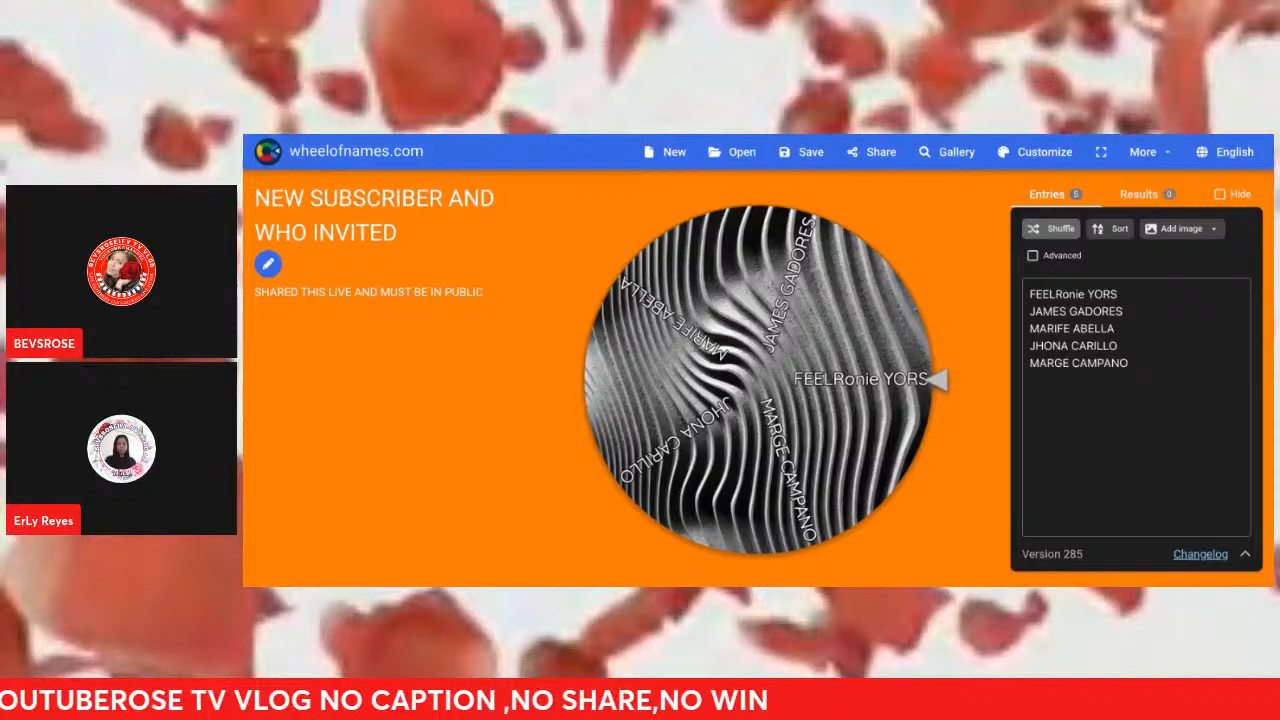 wheelofnames.com
New
Open
Save
Share
Gallery
Customize
More
English
NEW SUBSCRIBER AND
WHO INVITED
SHARED THIS LIVE AND MUST BE IN PUBLIC
Entries 5
Results 0
Hide
Shuffle
Sort
Add image
Advanced
FEELRonie YORS
JAMES GADORES
MARIFE ABELLA
JHONA CARILLO
MARGE CAMPANO
Version 285
Changelog
JAMES GADORES
MARIFE ABELLA
FEELRonie YORS
JHONA CARILLO
MARGE CAMPANO
BEVSROSE
ErLy Reyes
OUTUBEROSE TV VLOG NO CAPTION ,NO SHARE,NO WIN